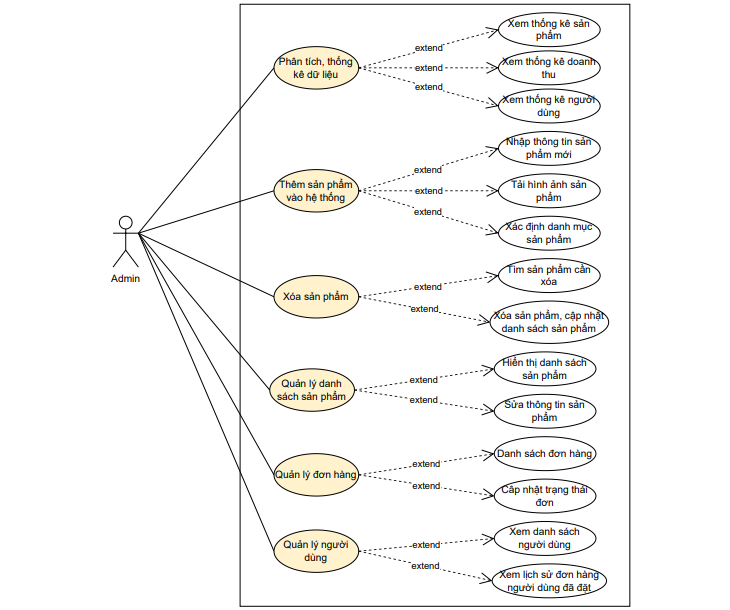 Xem thống kê sản
phẩm
extend
Phân tích, thống
kê dữ liệu
extend
Xem thống kê doanh
thu
extend
Xem thống kê người
dùng
Nhập thông tin sản
phẩm mới
extend
Thêm sản phẩm
vào hệ thống
extend
Tải hình ảnh sản
phẩm
extend
Xác định danh mục
sản phẩm
Admin
Tìm sản phẩm cần
xóa
extend
Xóa sản phẩm
extend
Xóa sản phẩm, cập nhật
danh sách sản phẩm
Hiển thị danh sách
sản phẩm
extend
Quản lý danh
sách sản phẩm
extend
Sửa thông tin sản
phẩm
Danh sách đơn hàng
extend
Quản lý đơn hàng
extend
Cập nhật trạng thái
đơn
Xem danh sách
người dùng
extend
Quản lý người
dùng
extend
Xem lịch sử đơn hàng
người dùng đã đặt